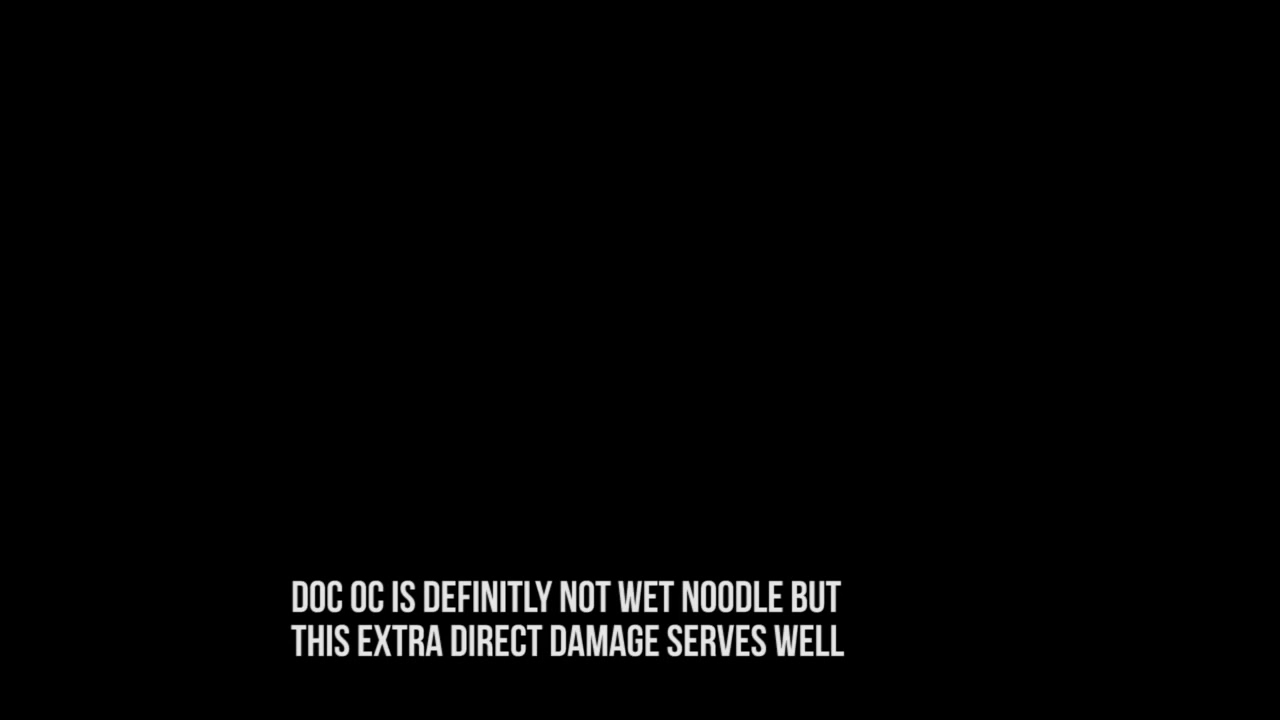 DOC OC IS DEFINITLY NOT WET NOODLE BUT
THIS EXTRA DIRECT DAMAGE SERVES WELL